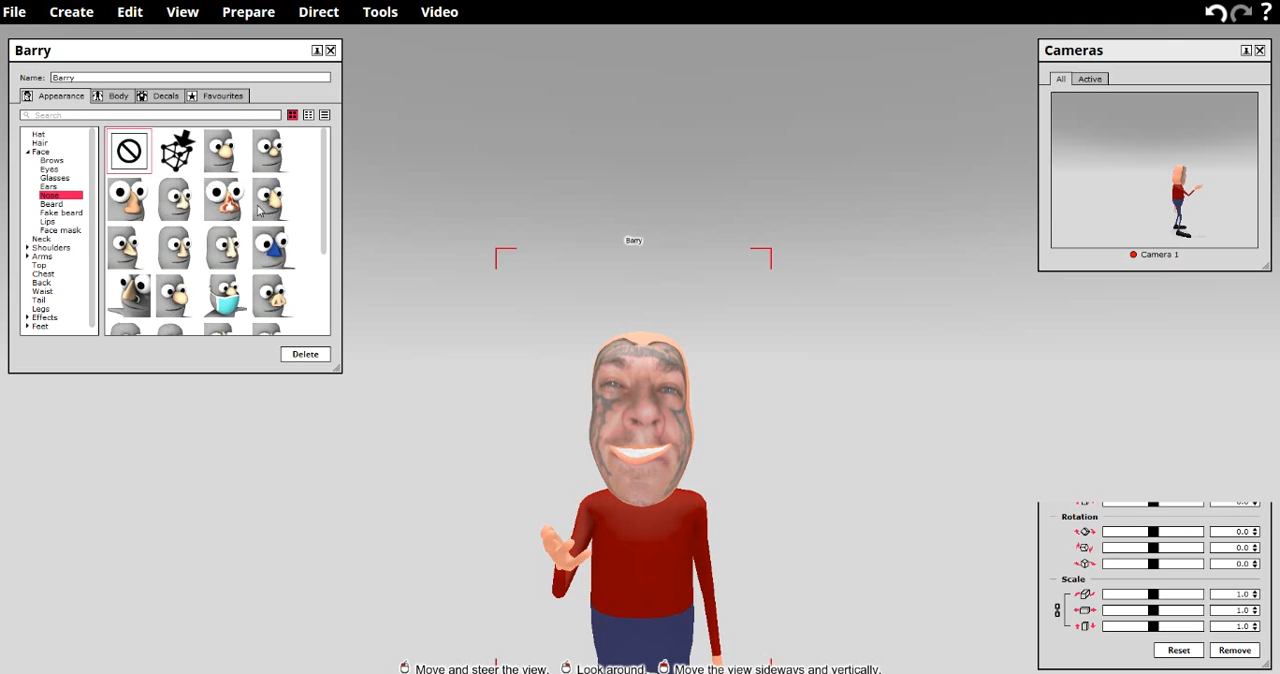 File Create Edit View Prepare Direct Tools Video ?
Barry
Name: Barry
Appearance Body Decals Favourites
Search
Hat
Hair
Face
Brows
Eyes
Glasses
Ears
Nose
Beard
Fake beard
Lips
Face mask
Neck
Shoulders
Arms
Top
Chest
Back
Waist
Tail
Legs
Effects
Feet
Delete
Barry
Cameras
All Active
Camera 1
0.0
Rotation
0.0
0.0
0.0
Scale
1.0
1.0
1.0
Reset Remove
Move and steer the view. Look around. Move the view sideways and vertically.